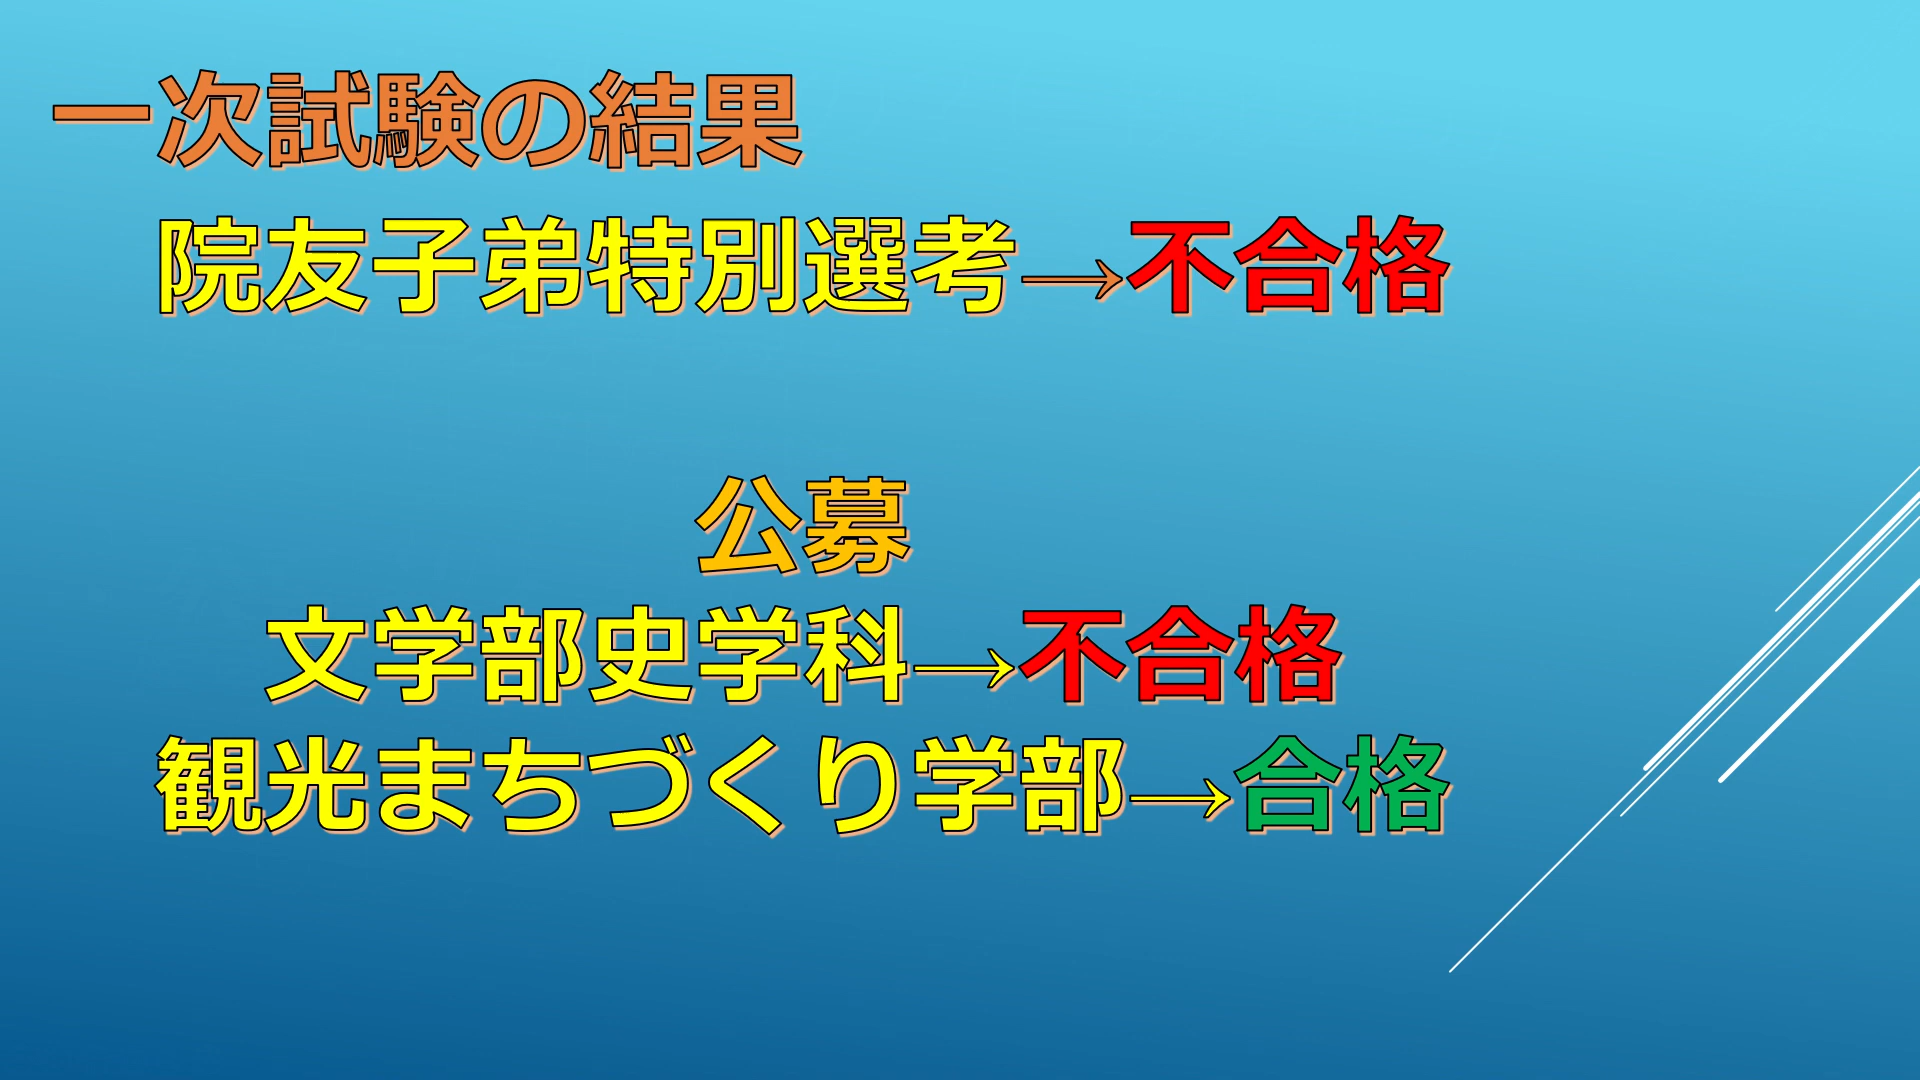 一次試験の結果
院友子弟特別選考→不合格
公募
文学部史学科→不合格
観光まちづくり学部→合格